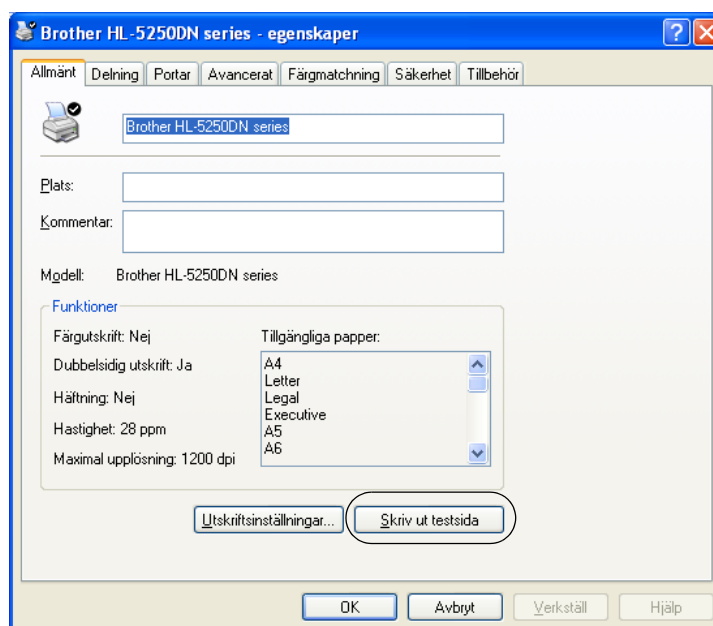 Brother HL-5250DN series - egenskaper
Allmänt Delning Portar Avancerat Färgmatchning Säkerhet Tillbehör
Brother HL-5250DN series
Plats:
Kommentar:
Modell: Brother HL-5250DN series
Funktioner
Färgutskrift: Nej
Dubbelsidig utskrift: Ja
Häftning: Nej
Hastighet: 28 ppm
Maximal upplösning: 1200 dpi
Tillgängliga papper:
A4
Letter
Legal
Executive
A5
A6
Utskriftsinställningar... Skriv ut testsida
OK Avbryt Verkställ Hjälp